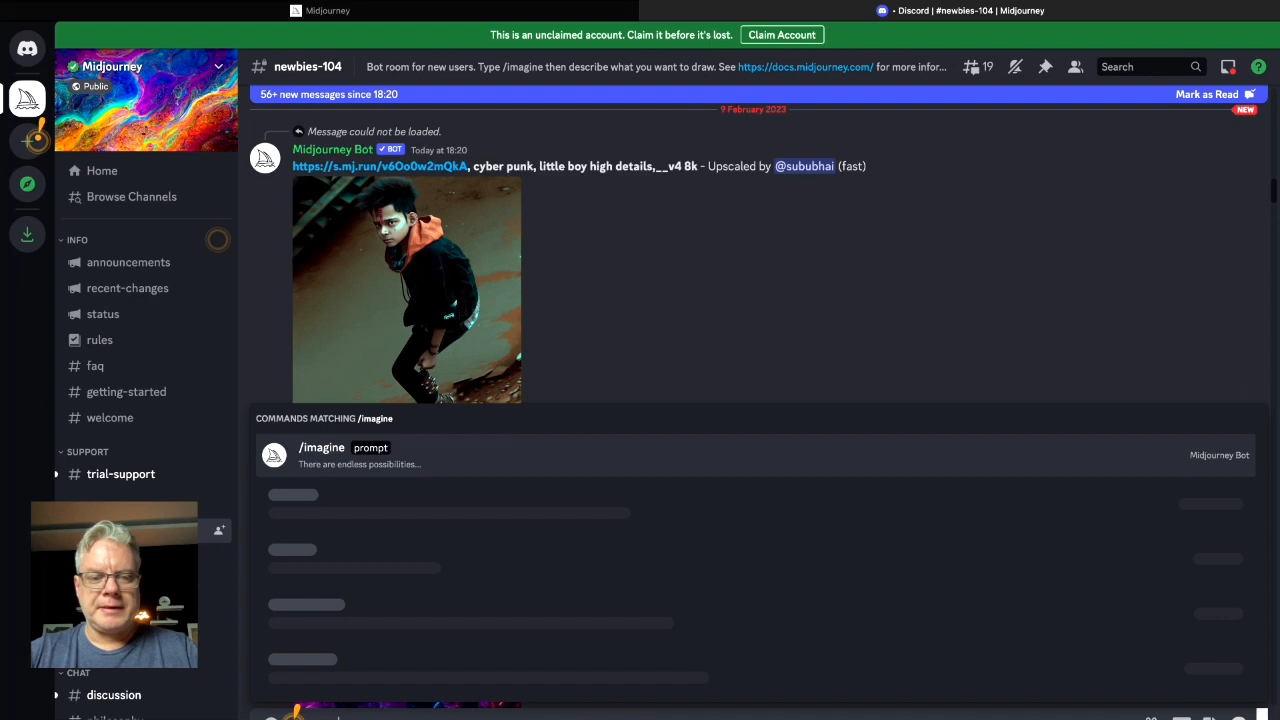 Midjourney
• Discord | #newbies-104 | Midjourney
This is an unclaimed account. Claim it before it's lost.
Claim Account
Midjourney
Public
newbies-104
Bot room for new users. Type /imagine then describe what you want to draw. See https://docs.midjourney.com/ for more infor...
19
Search
56+ new messages since 18:20
Mark as Read
9 February 2023
NEW
Message could not be loaded.
Midjourney Bot
BOT
Today at 18:20
https://s.mj.run/v6Oo0w2mQkA, cyber punk, little boy high details,__v4 8k - Upscaled by @sububhai (fast)
Home
Browse Channels
INFO
announcements
recent-changes
status
rules
faq
getting-started
welcome
SUPPORT
trial-support
CHAT
discussion
COMMANDS MATCHING /imagine
/imagine prompt
There are endless possibilities...
Midjourney Bot